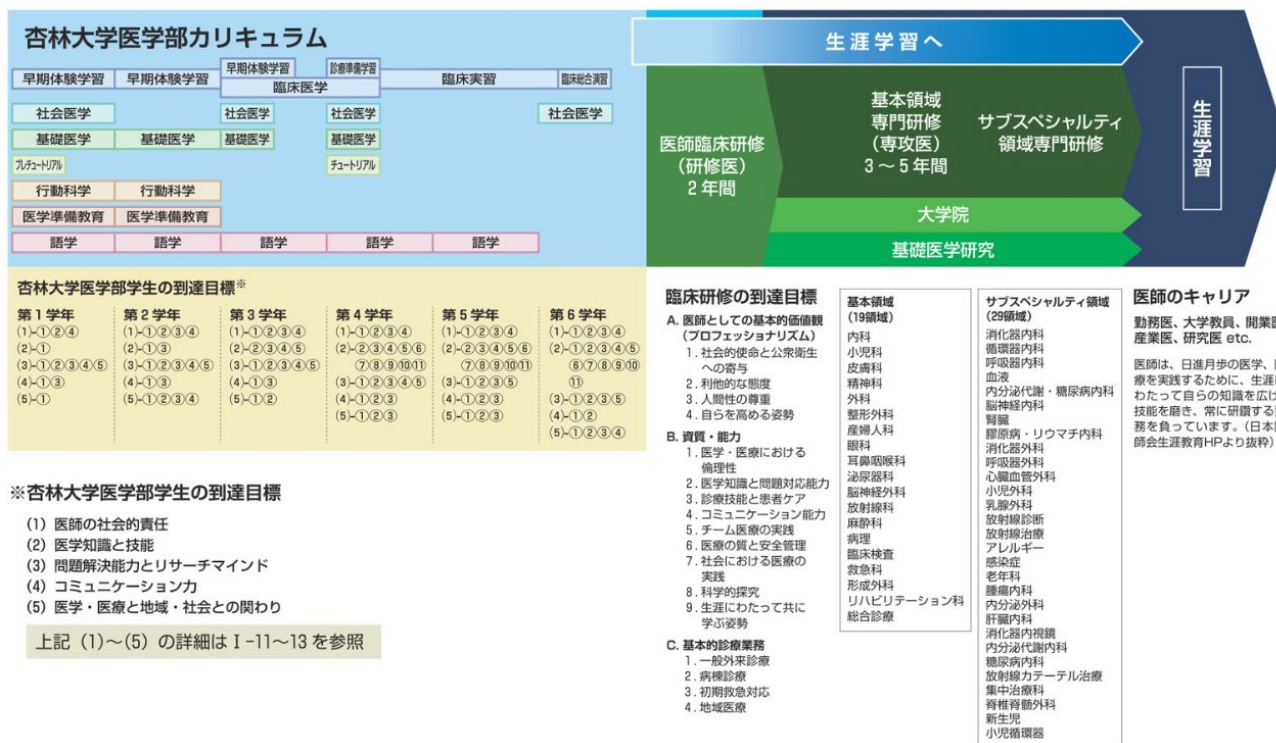 杏林大学医学部カリキュラム
早期体験学習
早期体験学習
早期体験学習
診療準備学習
臨床医学
臨床実習
臨床総合演習
社会医学
社会医学
社会医学
社会医学
基礎医学
基礎医学
基礎医学
基礎医学
プレチュートリアル
チュートリアル
行動科学
行動科学
医学準備教育
医学準備教育
語学
語学
語学
語学
語学
生涯学習へ
医師臨床研修
（研修医）
2年間
基本領域
専門研修
（専攻医）
3～5年間
サブスペシャルティ
領域専門研修
大学院
基礎医学研究
生涯学習
杏林大学医学部学生の到達目標※
第1学年
(1)-①②④
(2)-①
(3)-①②③④⑤
(4)-①③
(5)-①
第2学年
(1)-①②③④
(2)-①③
(3)-①②③④⑤
(4)-①③
(5)-①②③④
第3学年
(1)-①②③④
(2)-②③④⑤
(3)-①②③④⑤
(4)-①③
(5)-①②
第4学年
(1)-①②③④
(2)-②③④⑤⑥
⑦⑧⑨⑩⑪
(3)-①②③④⑤
(4)-①②③
(5)-①②③
第5学年
(1)-①②③④
(2)-②③④⑤⑥
⑦⑧⑨⑩⑪
(3)-①②③⑤
(4)-①②③
(5)-①②③
第6学年
(1)-①②③④
(2)-①②③④⑤
⑥⑦⑧⑨⑩
⑪
(3)-①②③⑤
(4)-①②
(5)-①②③④
※杏林大学医学部学生の到達目標
(1) 医師の社会的責任
(2) 医学知識と技能
(3) 問題解決能力とリサーチマインド
(4) コミュニケーション力
(5) 医学・医療と地域・社会との関わり
上記（1）～（5）の詳細はⅠ-11～13を参照
臨床研修の到達目標
A. 医師としての基本的価値観
（プロフェッショナリズム）
1. 社会的使命と公衆衛生
への寄与
2. 利他的な態度
3. 人間性の尊重
4. 自らを高める姿勢
B. 資質・能力
1. 医学・医療における
倫理性
2. 医学知識と問題対応能力
3. 診療技能と患者ケア
4. コミュニケーション能力
5. チーム医療の実践
6. 医療の質と安全管理
7. 社会における医療の
実践
8. 科学的探究
9. 生涯にわたって共に
学ぶ姿勢
C. 基本的診療業務
1. 一般外来診療
2. 病棟診療
3. 初期救急対応
4. 地域医療
基本領域
（19領域）
内科
小児科
皮膚科
精神科
外科
整形外科
産婦人科
眼科
耳鼻咽喉科
泌尿器科
脳神経外科
放射線科
麻酔科
病理
臨床検査
救急科
形成外科
リハビリテーション科
総合診療
サブスペシャルティ領域
（29領域）
消化器内科
循環器内科
呼吸器内科
血液
内分泌代謝・糖尿病内科
脳神経内科
腎臓
膠原病・リウマチ内科
消化器外科
呼吸器外科
心臓血管外科
小児外科
乳腺外科
放射線診断
放射線治療
アレルギー
感染症
老年科
腫瘍内科
内分泌外科
肝臓内科
消化器内視鏡
内分泌代謝内科
糖尿病内科
放射線カテーテル治療
集中治療科
脊椎脊髄外科
新生児
小児循環器
医師のキャリア
勤務医、大学教員、開業
産業医、研究医 etc.
医師は、日進月歩の医学、
療を実践するために、生涯
わたって自らの知識を広げ
技能を磨き、常に研鑽する
務を負っています。（日本
師会生涯教育HPより抜粋）